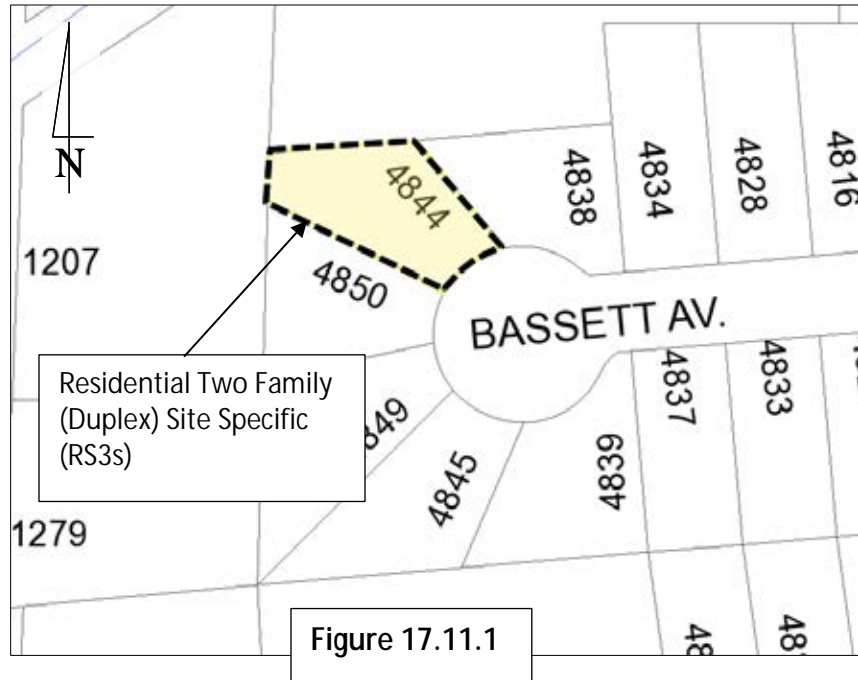 N
4844
4838
4834
4828
4816
1207
4850
BASSETT AV.
Residential Two Family
(Duplex) Site Specific
(RS3s)
4837
4833
4845
4839
1279
Figure 17.11.1